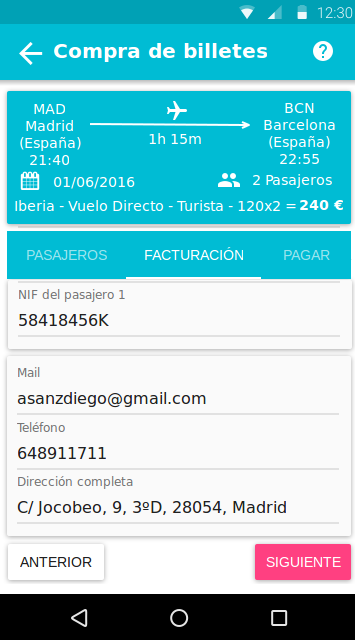 12:30
Compra de billetes
MAD
Madrid
(España)
21:40
1h 15m
BCN
Barcelona
(España)
22:55
01/06/2016
2 Pasajeros
Iberia - Vuelo Directo - Turista - 120x2 = 240 €
PASAJEROS FACTURACIÓN PAGAR
NIF del pasajero 1
58418456K
Mail
asanzdiego@gmail.com
Teléfono
648911711
Dirección completa
C/ Jocobeo, 9, 3ºD, 28054, Madrid
ANTERIOR SIGUIENTE